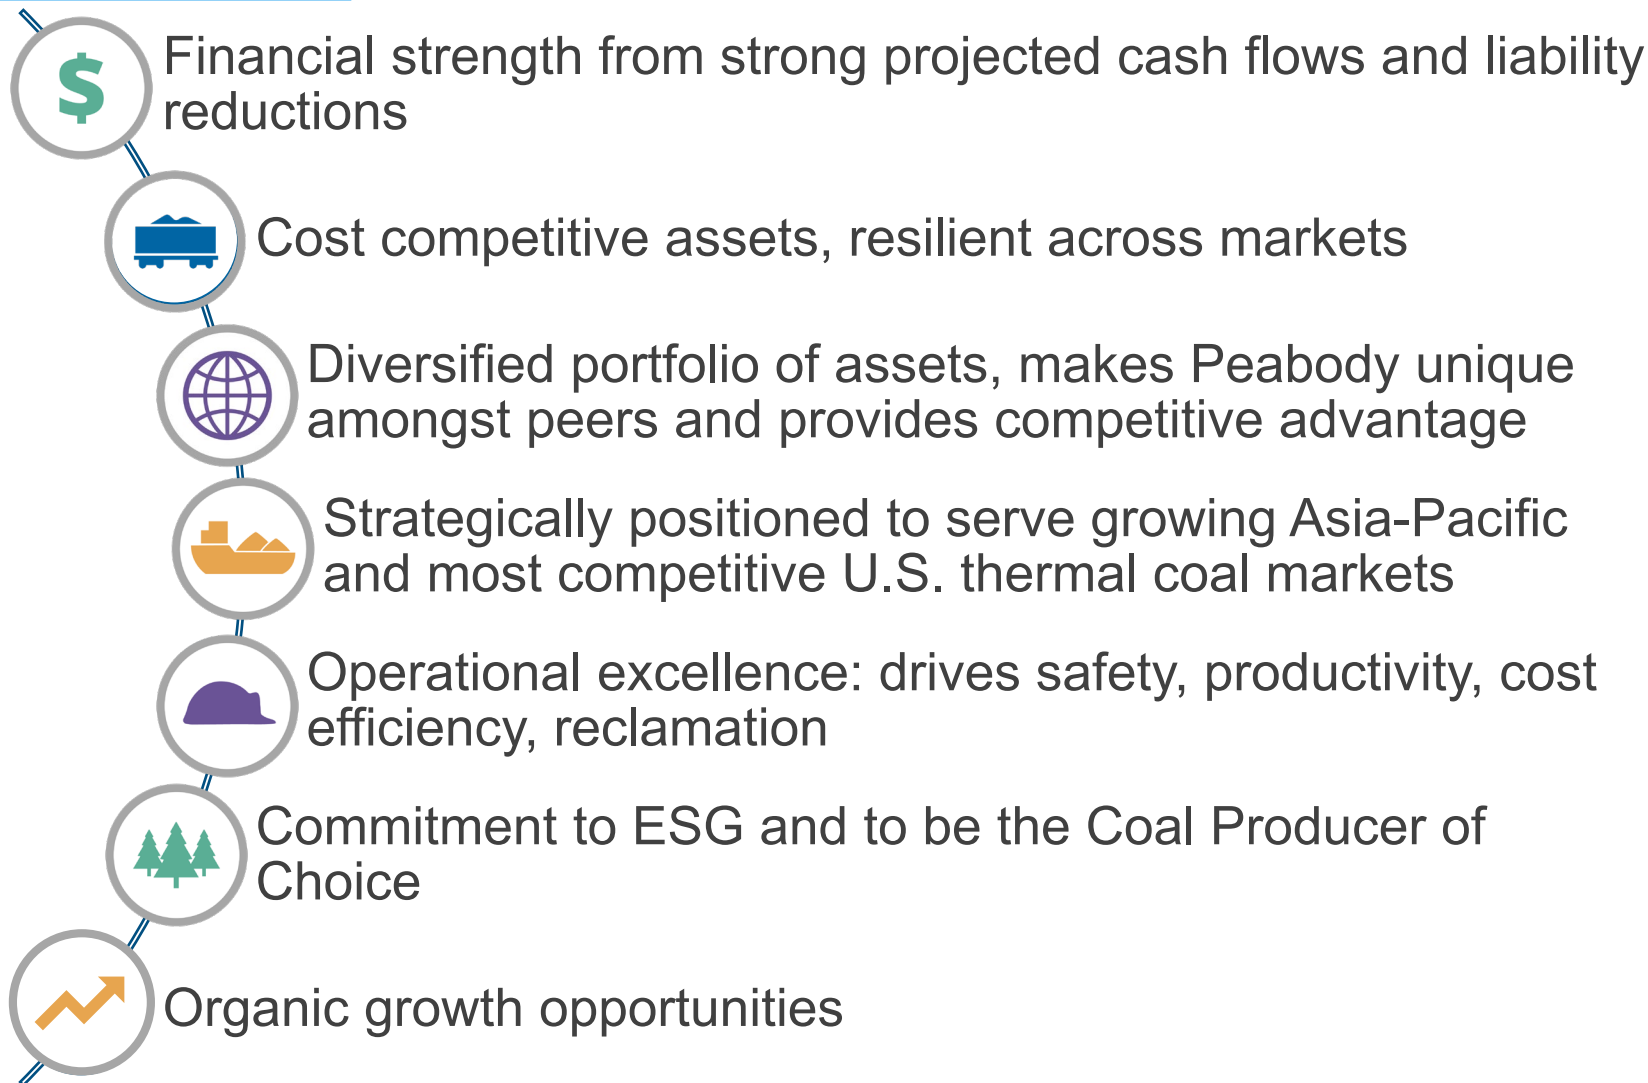 $
Financial strength from strong projected cash flows and liability
reductions
Cost competitive assets, resilient across markets
Diversified portfolio of assets, makes Peabody unique
amongst peers and provides competitive advantage
Strategically positioned to serve growing Asia-Pacific
and most competitive U.S. thermal coal markets
Operational excellence: drives safety, productivity, cost
efficiency, reclamation
Commitment to ESG and to be the Coal Producer of
Choice
Organic growth opportunities